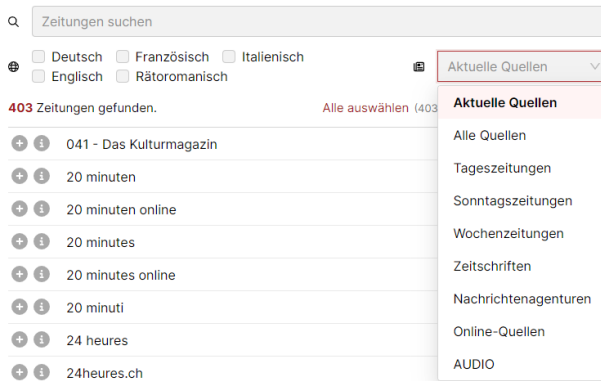 Zeitungen suchen
Deutsch Französisch Italienisch
Englisch Rätoromanisch
Aktuelle Quellen
403 Zeitungen gefunden. Alle auswählen (403
041 - Das Kulturmagazin
20 minuten
20 minuten online
20 minutes
20 minutes online
20 minuti
24 heures
24heures.ch
Aktuelle Quellen
Alle Quellen
Tageszeitungen
Sonntagszeitungen
Wochenzeitungen
Zeitschriften
Nachrichtenagenturen
Online-Quellen
AUDIO